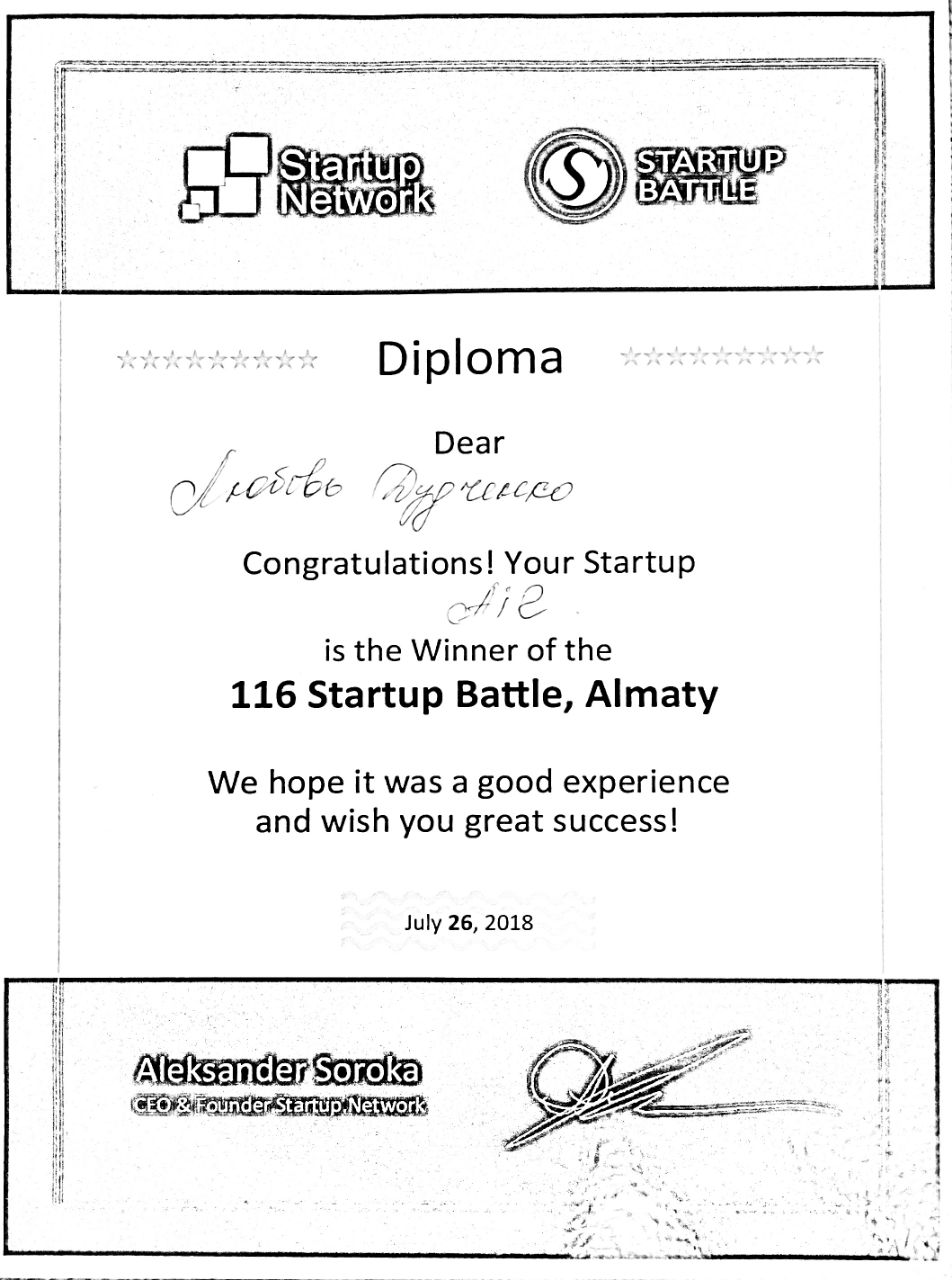 Startup
Network
STARTUP
BATTLE
Diploma
Dear
Любовь Дудченко
Congratulations! Your Startup
is the Winner of the
116 Startup Battle, Almaty
We hope it was a good experience
and wish you great success!
July 26, 2018
Aleksander Soroka
CEO & Founder Startup Network